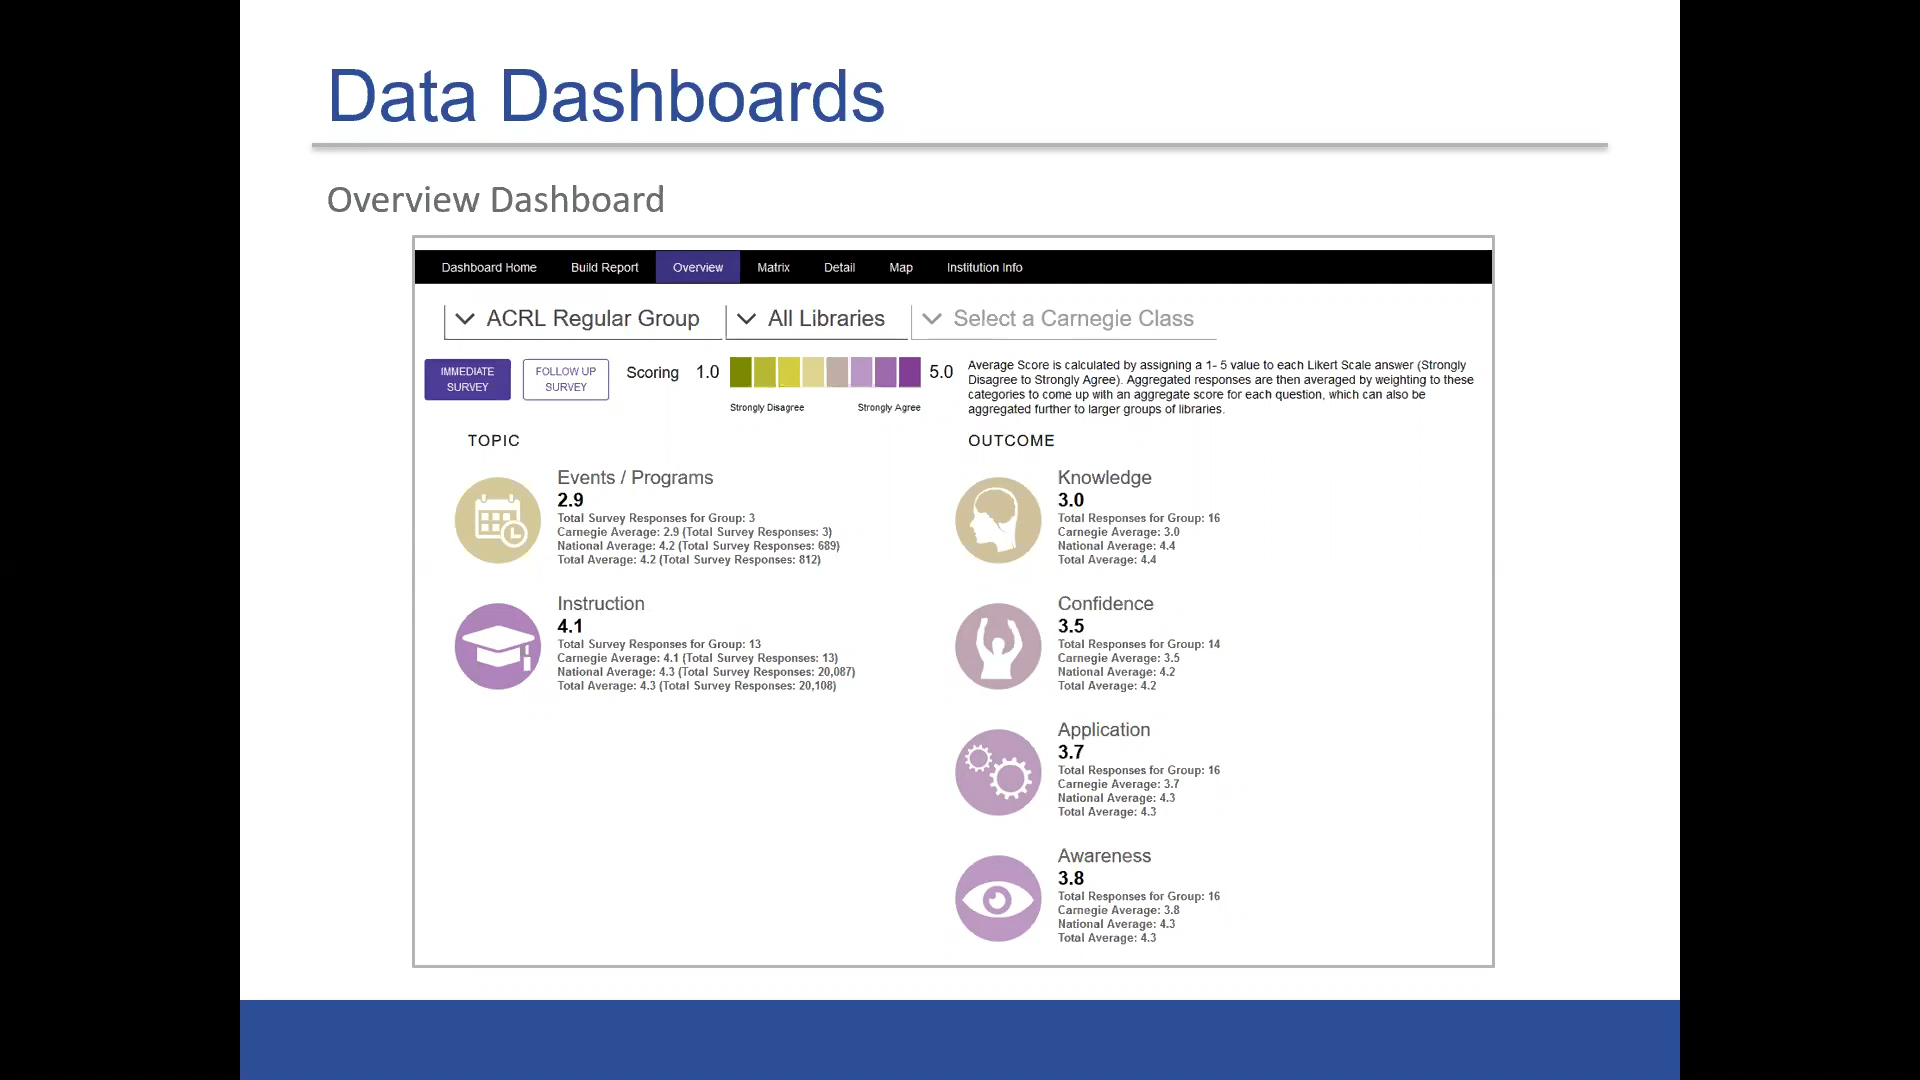 Data Dashboards
Overview Dashboard
Dashboard Home Build Report Overview Matrix Detail Map Institution Info
ACRL Regular Group All Libraries Select a Carnegie Class
IMMEDIATE
SURVEY
FOLLOW UP
SURVEY
Scoring 1.0 5.0
Strongly Disagree Strongly Agree
Average Score is calculated by assigning a 1- 5 value to each Likert Scale answer (Strongly
Disagree to Strongly Agree). Aggregated responses are then averaged by weighting to these
categories to come up with an aggregate score for each question, which can also be
aggregated further to larger groups of libraries.
TOPIC
Events / Programs
2.9
Total Survey Responses for Group: 3
Carnegie Average: 2.9 (Total Survey Responses: 3)
National Average: 4.2 (Total Survey Responses: 689)
Total Average: 4.2 (Total Survey Responses: 812)
Instruction
4.1
Total Survey Responses for Group: 13
Carnegie Average: 4.1 (Total Survey Responses: 13)
National Average: 4.3 (Total Survey Responses: 20,087)
Total Average: 4.3 (Total Survey Responses: 20,108)
OUTCOME
Knowledge
3.0
Total Responses for Group: 16
Carnegie Average: 3.0
National Average: 4.4
Total Average: 4.4
Confidence
3.5
Total Responses for Group: 14
Carnegie Average: 3.5
National Average: 4.2
Total Average: 4.2
Application
3.7
Total Responses for Group: 16
Carnegie Average: 3.7
National Average: 4.3
Total Average: 4.3
Awareness
3.8
Total Responses for Group: 16
Carnegie Average: 3.8
National Average: 4.3
Total Average: 4.3